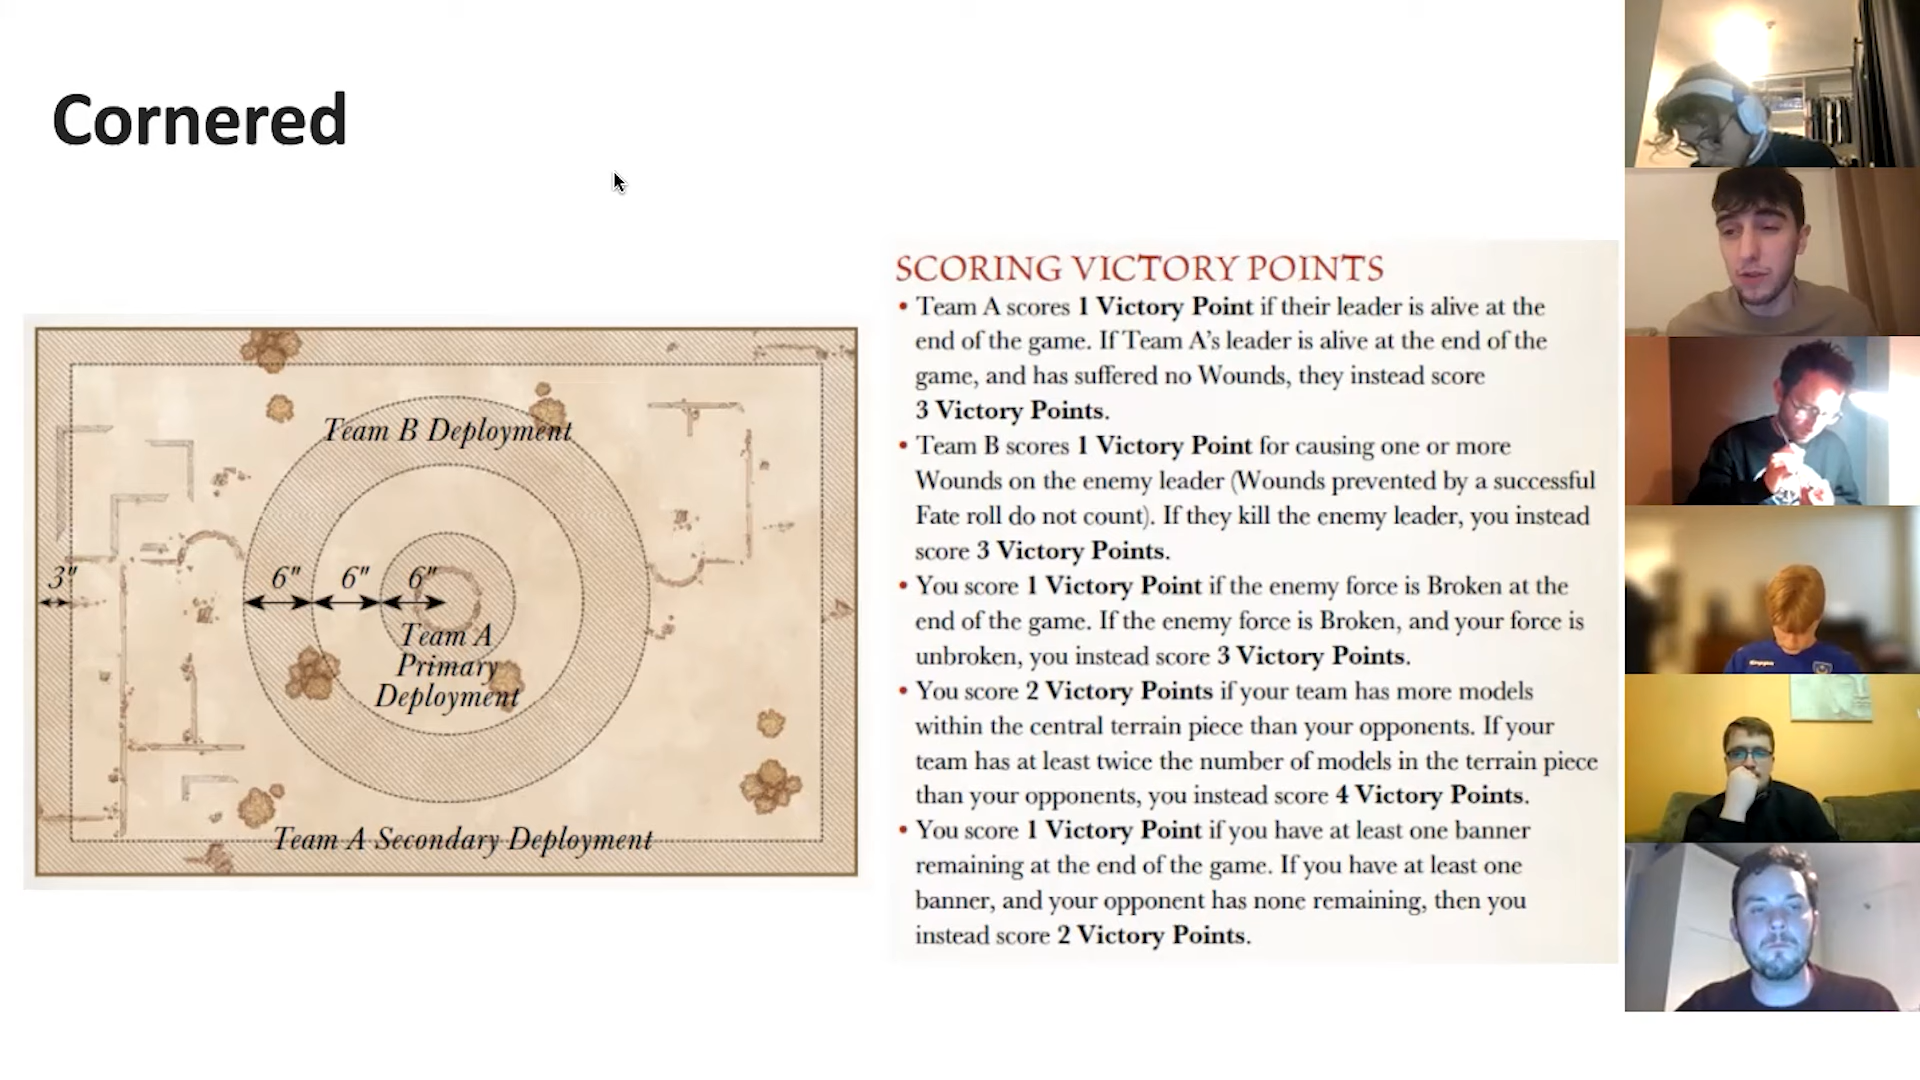 Cornered
Team B Deployment
3"
6"
6"
6"
Team A
Primary
Deployment
Team A Secondary Deployment
SCORING VICTORY POINTS
• Team A scores 1 Victory Point if their leader is alive at the
end of the game. If Team A's leader is alive at the end of the
game, and has suffered no Wounds, they instead score
3 Victory Points.
• Team B scores 1 Victory Point for causing one or more
Wounds on the enemy leader (Wounds prevented by a successful
Fate roll do not count). If they kill the enemy leader, you instead
score 3 Victory Points.
• You score 1 Victory Point if the enemy force is Broken at the
end of the game. If the enemy force is Broken, and your force is
unbroken, you instead score 3 Victory Points.
• You score 2 Victory Points if your team has more models
within the central terrain piece than your opponents. If your
team has at least twice the number of models in the terrain piece
than your opponents, you instead score 4 Victory Points.
• You score 1 Victory Point if you have at least one banner
remaining at the end of the game. If you have at least one
banner, and your opponent has none remaining, then you
instead score 2 Victory Points.